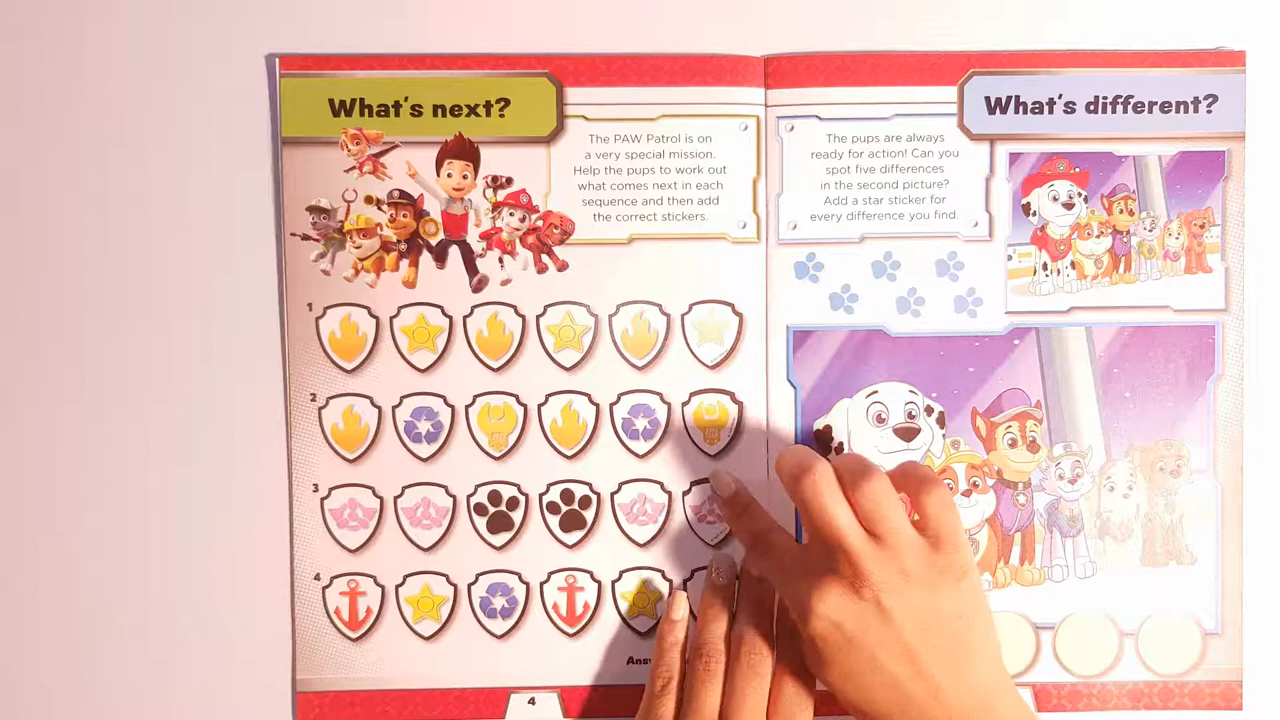 What's next?
The PAW Patrol is on
a very special mission.
Help the pups to work out
what comes next in each
sequence and then add
the correct stickers.
1
2
3
4
4
What's different?
The pups are always
ready for action! Can you
spot five differences
in the second picture?
Add a star sticker for
every difference you find.